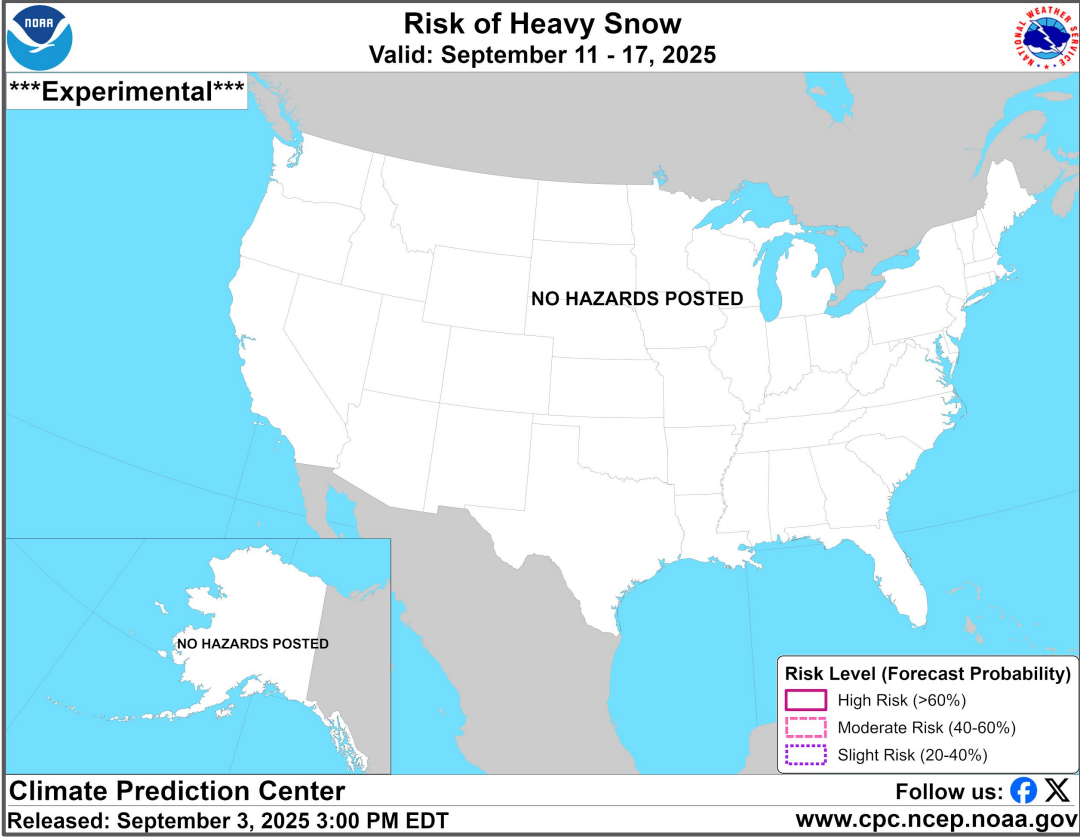 NOAA
Risk of Heavy Snow
Valid: September 11 - 17, 2025
NATIONAL WEATHER SERVICE
***Experimental***
NO HAZARDS POSTED
NO HAZARDS POSTED
Risk Level (Forecast Probability)
High Risk (>60%)
Moderate Risk (40-60%)
Slight Risk (20-40%)
Climate Prediction Center
Follow us:
Released: September 3, 2025 3:00 PM EDT
www.cpc.ncep.noaa.gov